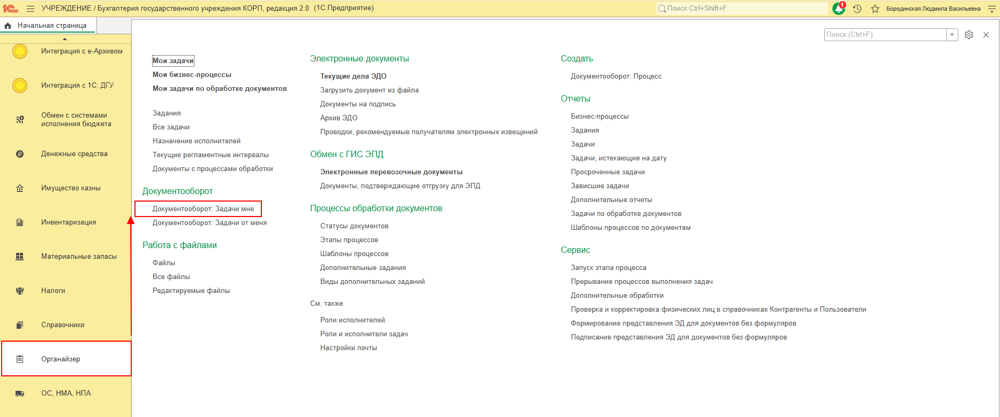 1С УЧРЕЖДЕНИЕ / Бухгалтерия государственного учреждения КОРП, редакция 2.0 (1С:Предприятие)
Поиск Ctrl+Shift+F
1
Бородинская Людмила Васильевна
Начальная страница
Поиск (Ctrl+F)
Интеграция с е-Архивом
Интеграция с 1С: ДГУ
Обмен с системами
исполнения бюджета
Денежные средства
Имущество казны
Инвентаризация
Материальные запасы
Налоги
Справочники
Органайзер
ОС, НМА, НПА
Мои задачи
Мои бизнес-процессы
Мои задачи по обработке документов
Задания
Все задачи
Назначение исполнителей
Текущие регламентные интервалы
Документы с процессами обработки
Документооборот
Документооборот: Задачи мне
Документооборот: Задачи от меня
Работа с файлами
Файлы
Все файлы
Редактируемые файлы
Электронные документы
Текущие дела ЭДО
Загрузить документ из файла
Документы на подпись
Архив ЭДО
Проводки, рекомендуемые получателям электронных извещений
Обмен с ГИС ЭПД
Электронные перевозочные документы
Документы, подтверждающие отгрузку для ЭПД
Процессы обработки документов
Статусы документов
Этапы процессов
Шаблоны процессов
Дополнительные задания
Виды дополнительных заданий
См. также
Роли исполнителей
Роли и исполнители задач
Настройки почты
Создать
Документооборот: Процесс
Отчеты
Бизнес-процессы
Задания
Задачи
Задачи, истекающие на дату
Просроченные задачи
Зависшие задачи
Дополнительные отчеты
Задачи по обработке документов
Шаблоны процессов по документам
Сервис
Запуск этапа процесса
Прерывание процессов выполнения задач
Дополнительные обработки
Проверка и корректировка физических лиц в справочниках Контрагенты и Пользователи
Формирование представления ЭД для документов без формуляров
Подписание представления ЭД для документов без формуляров